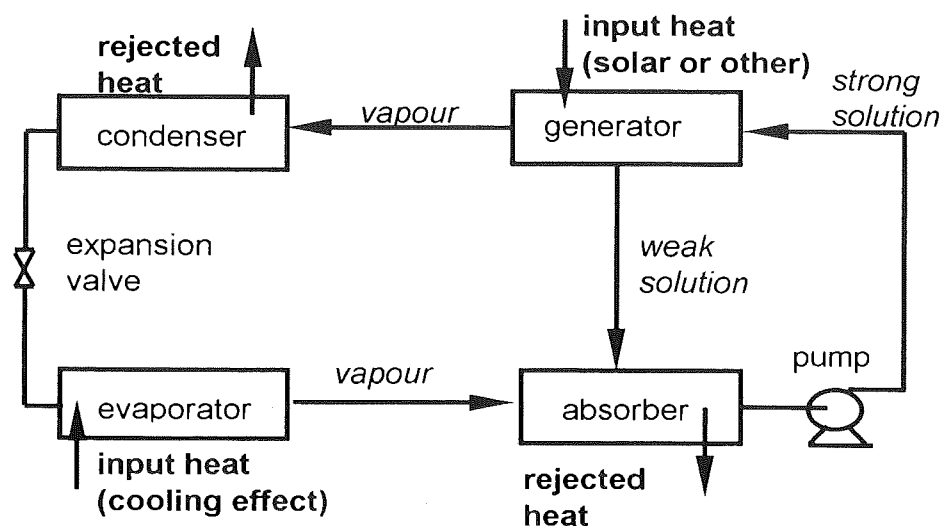 rejected
heat
input heat
(solar or other)
strong
solution
condenser
vapour
generator
expansion
valve
weak
solution
pump
vapour
evaporator
absorber
input heat
(cooling effect)
rejected
heat